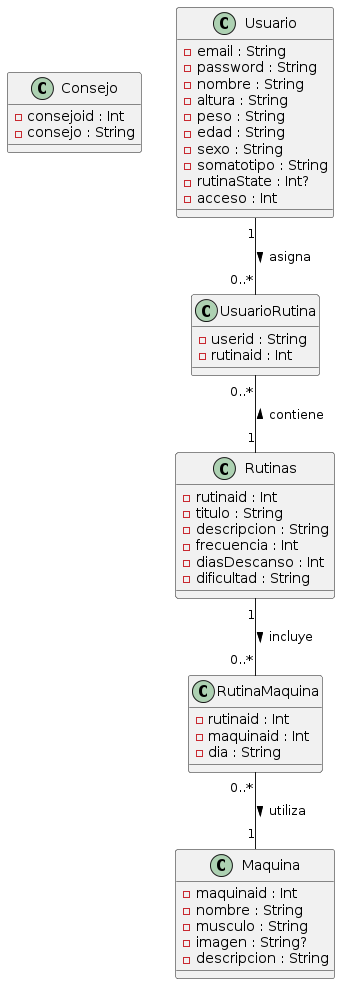 C Usuario
email : String
password : String
nombre : String
altura : String
peso : String
edad : String
sexo : String
somatotipo : String
rutinaState : Int?
acceso : Int
C Consejo
consejoid : Int
consejo : String
1
asigna
0..*
C UsuarioRutina
userid : String
rutinaid : Int
0..*
contiene
1
C Rutinas
rutinaid : Int
titulo : String
descripcion : String
frecuencia : Int
diasDescanso : Int
dificultad : String
1
incluye
0..*
C RutinaMaquina
rutinaid : Int
maquinaid : Int
dia : String
0..*
utiliza
1
C Maquina
maquinaid : Int
nombre : String
musculo : String
imagen : String?
descripcion : String